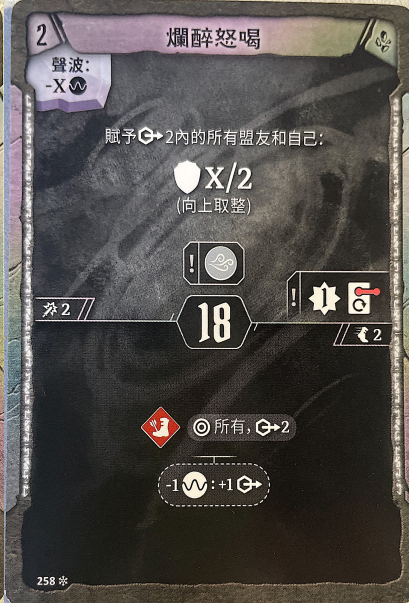 2
爛醉怒喝
聲波:
-X
賦予 2內的所有盟友和自己:
X/2
(向上取整)
!
! 1
2
18
2
所有, 2
-1 : +1
258